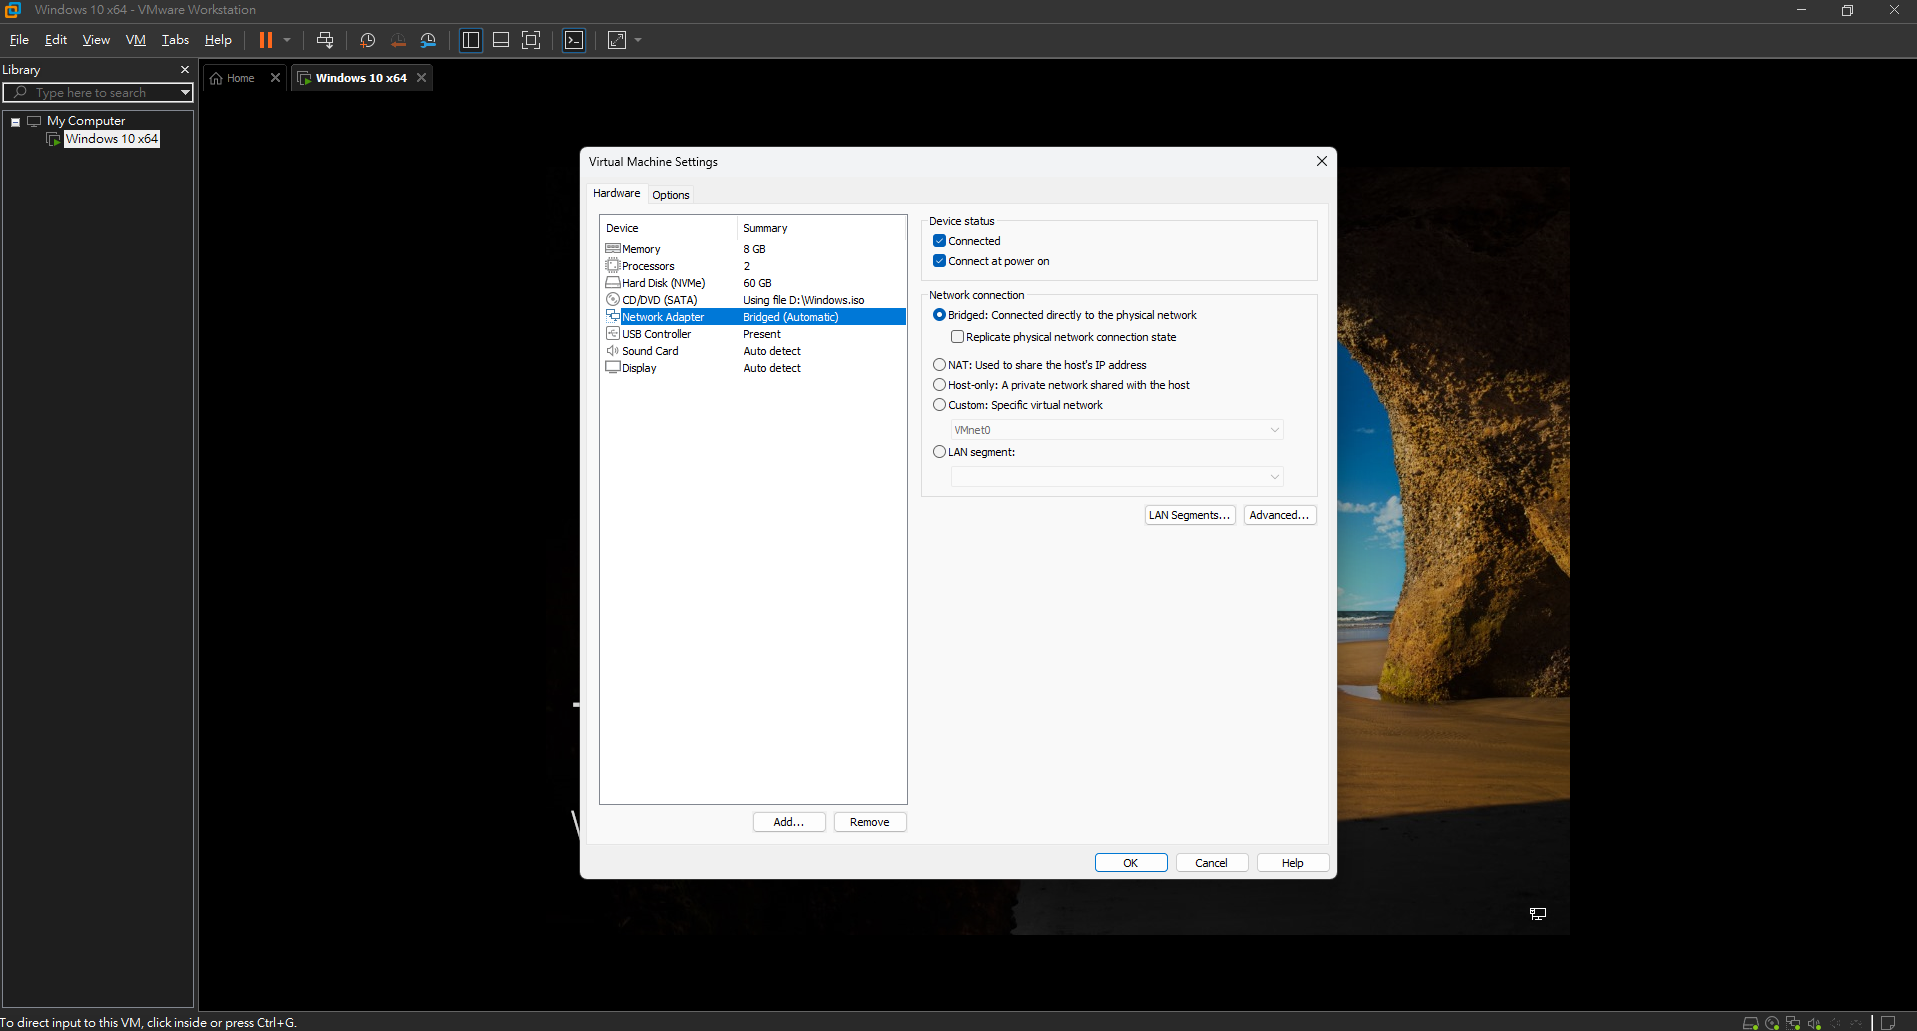 Windows 10 x64 - VMware Workstation
File Edit View VM Tabs Help
Library
Type here to search
My Computer
Windows 10 x64
Home
Windows 10 x64
Virtual Machine Settings
Hardware Options
Device Summary
Memory 8 GB
Processors 2
Hard Disk (NVMe) 60 GB
CD/DVD (SATA) Using file D:\Windows.iso
Network Adapter Bridged (Automatic)
USB Controller Present
Sound Card Auto detect
Display Auto detect
Add...
Remove
Device status
Connected
Connect at power on
Network connection
Bridged: Connected directly to the physical network
Replicate physical network connection state
NAT: Used to share the host's IP address
Host-only: A private network shared with the host
Custom: Specific virtual network
VMnet0
LAN segment:
LAN Segments...
Advanced...
OK
Cancel
Help
To direct input to this VM, click inside or press Ctrl+G.